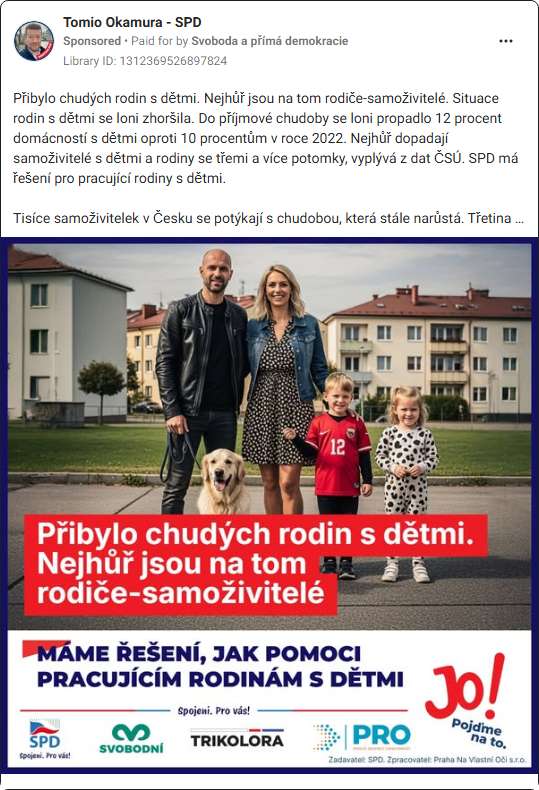 Tomio Okamura - SPD
Sponsored • Paid for by Svoboda a přímá demokracie
Library ID: 1312369526897824
Přibylo chudých rodin s dětmi. Nejhůř jsou na tom rodiče-samoživitelé. Situace
rodin s dětmi se loni zhoršila. Do příjmové chudoby se loni propadlo 12 procent
domácností s dětmi oproti 10 procentům v roce 2022. Nejhůř dopadají
samoživitelé s dětmi a rodiny se třemi a více potomky, vyplývá z dat ČSÚ. SPD má
řešení pro pracující rodiny s dětmi.
Tisíce samoživitelek v Česku se potýkají s chudobou, která stále narůstá. Třetina ...
12
Přibylo chudých rodin s dětmi.
Nejhůř jsou na tom
rodiče-samoživitelé
MÁME ŘEŠENÍ, JAK POMOCI
PRACUJÍCÍM RODINÁM S DĚTMI
Jo!
Pojďme
na to.
Spojeni. Pro vás!
SPD
Spojeni. Pro vás!
SVOBODNÍ
TRIKOLORA
PRO
Zadavatel: SPD. Zpracovatel: Praha Na Vlastní Oči s.r.o.